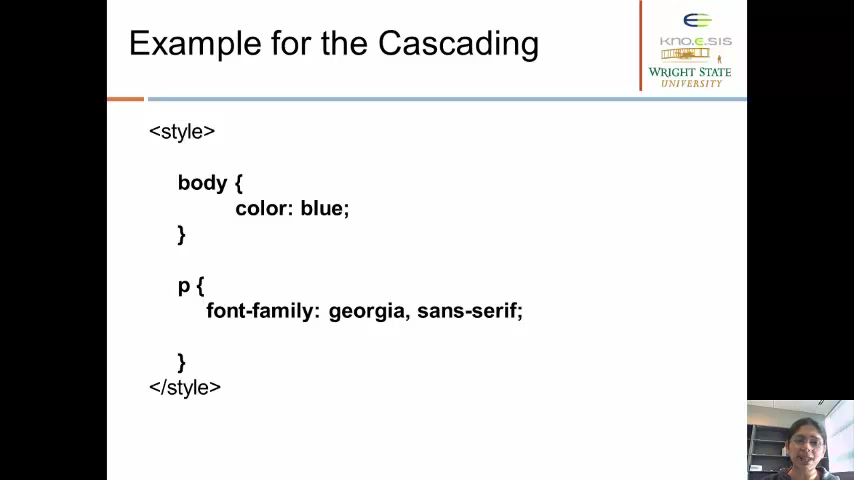 Example for the Cascading
kno.e.sis
WRIGHT STATE
UNIVERSITY
<style>
body {
color: blue;
}
p {
font-family: georgia, sans-serif;
}
</style>